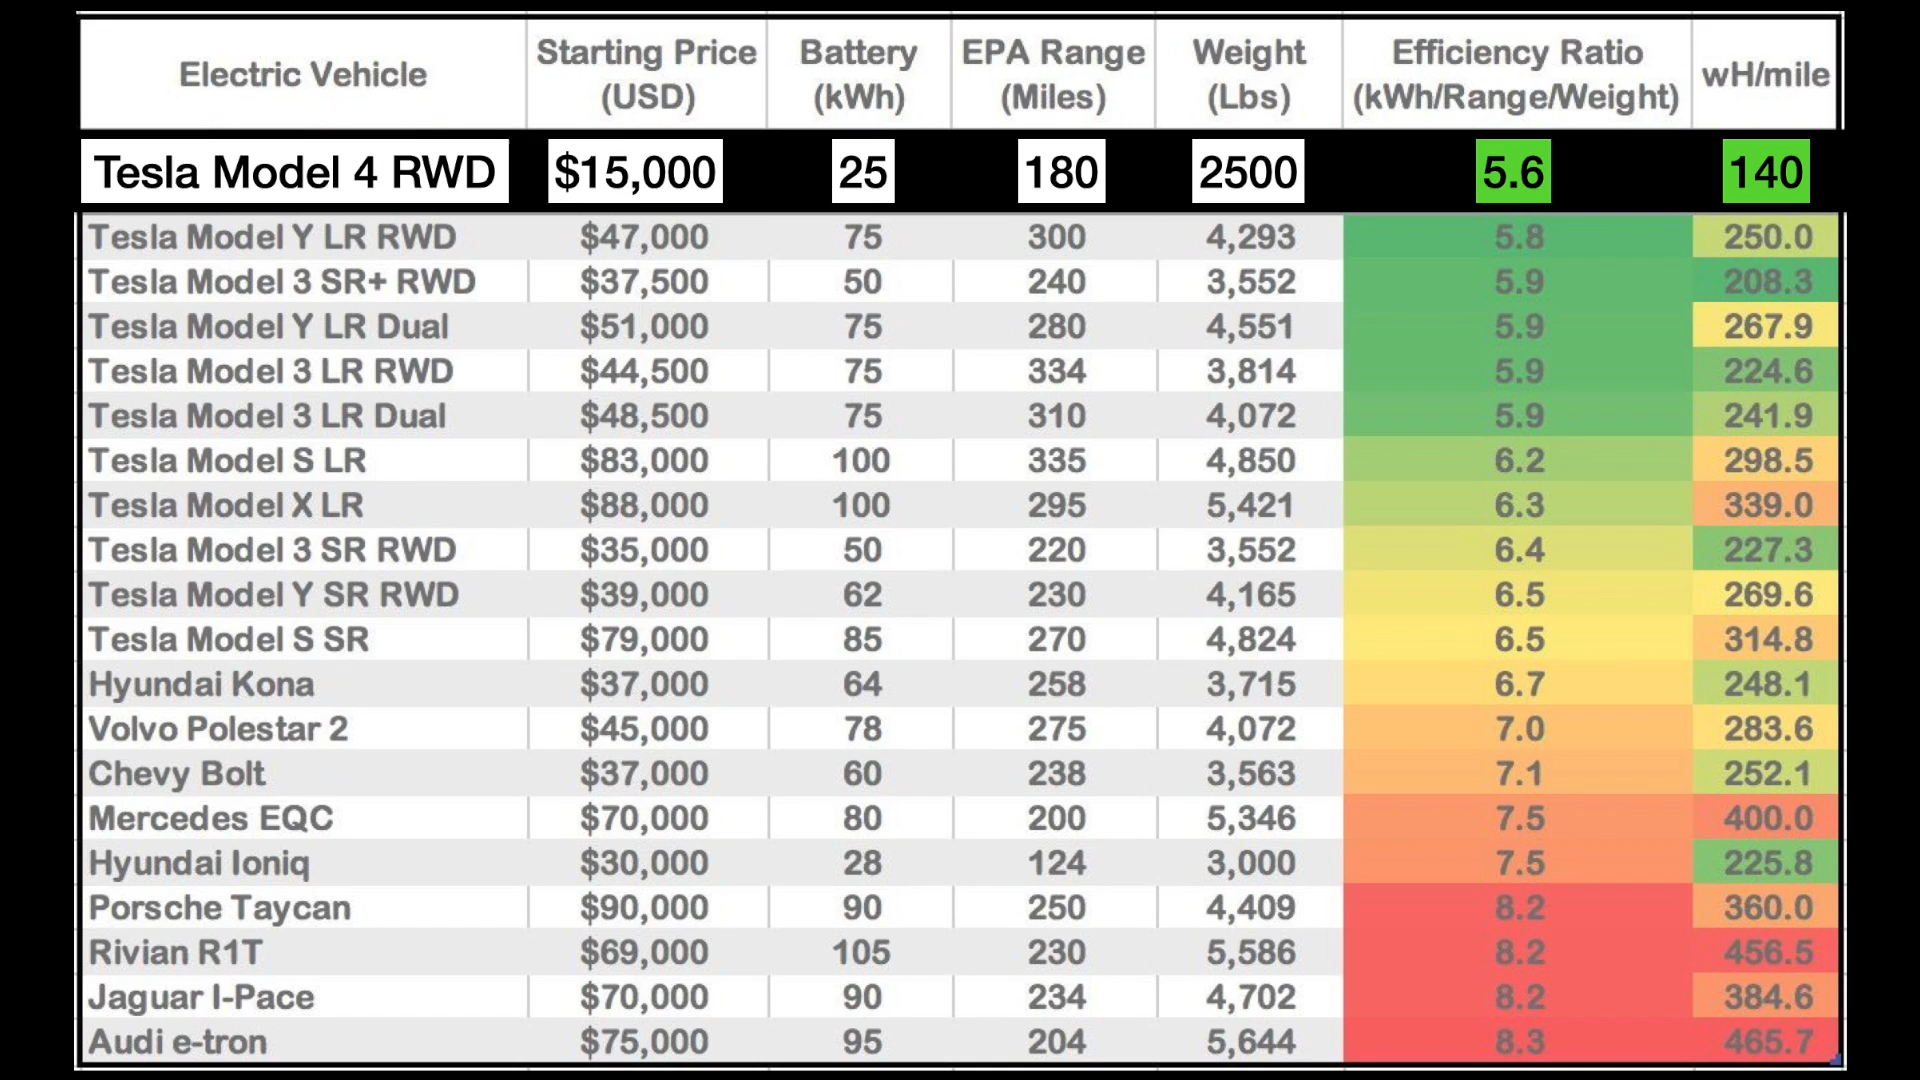 Electric Vehicle Starting Price (USD) Battery (kWh) EPA Range (Miles) Weight (Lbs) Efficiency Ratio (kWh/Range/Weight) wH/mile
Tesla Model 4 RWD $15,000 25 180 2500 5.6 140
Tesla Model Y LR RWD $47,000 75 300 4,293 5.8 250.0
Tesla Model 3 SR+ RWD $37,500 50 240 3,552 5.9 208.3
Tesla Model Y LR Dual $51,000 75 280 4,551 5.9 267.9
Tesla Model 3 LR RWD $44,500 75 334 3,814 5.9 224.6
Tesla Model 3 LR Dual $48,500 75 310 4,072 5.9 241.9
Tesla Model S LR $83,000 100 335 4,850 6.2 298.5
Tesla Model X LR $88,000 100 295 5,421 6.3 339.0
Tesla Model 3 SR RWD $35,000 50 220 3,552 6.4 227.3
Tesla Model Y SR RWD $39,000 62 230 4,165 6.5 269.6
Tesla Model S SR $79,000 85 270 4,824 6.5 314.8
Hyundai Kona $37,000 64 258 3,715 6.7 248.1
Volvo Polestar 2 $45,000 78 275 4,072 7.0 283.6
Chevy Bolt $37,000 60 238 3,563 7.1 252.1
Mercedes EQC $70,000 80 200 5,346 7.5 400.0
Hyundai Ioniq $30,000 28 124 3,000 7.5 225.8
Porsche Taycan $90,000 90 250 4,409 8.2 360.0
Rivian R1T $69,000 105 230 5,586 8.2 456.5
Jaguar I-Pace $70,000 90 234 4,702 8.2 384.6
Audi e-tron $75,000 95 204 5,644 8.3 465.7